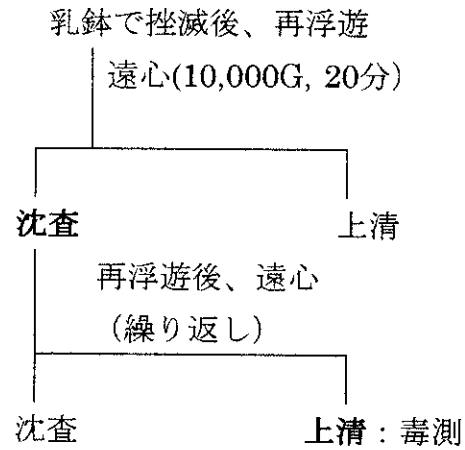 乳鉢で挫滅後、再浮遊
遠心(10,000G, 20分)
沈査
上清
再浮遊後、遠心
(繰り返し)
沈査
上清：毒測